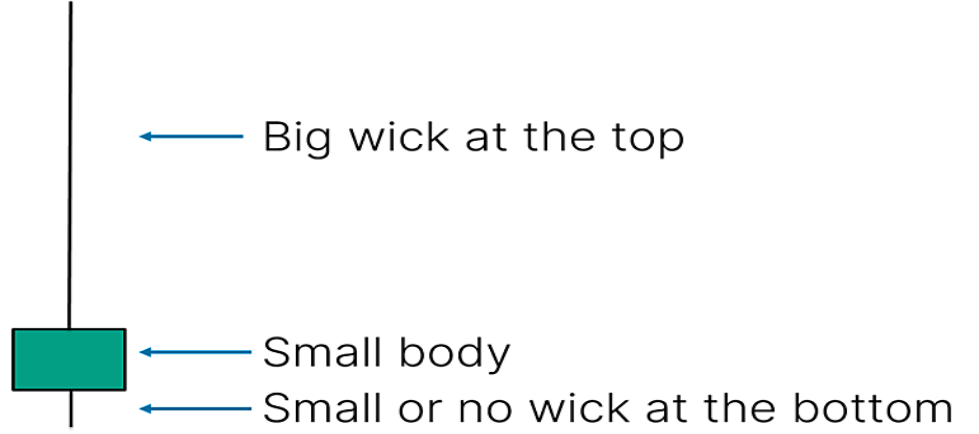 Big wick at the top
Small body
Small or no wick at the bottom